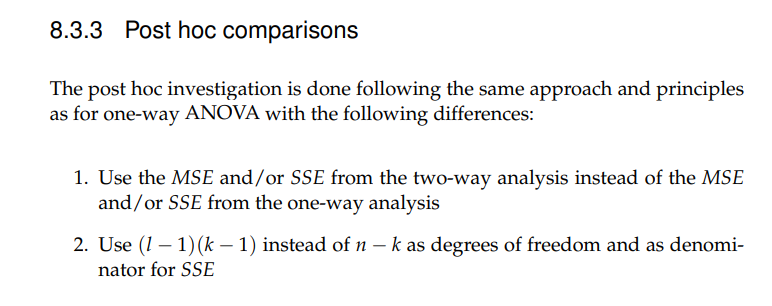 8.3.3 Post hoc comparisons
The post hoc investigation is done following the same approach and principles
as for one-way ANOVA with the following differences:
1. Use the MSE and/or SSE from the two-way analysis instead of the MSE
and/or SSE from the one-way analysis
2. Use (l − 1)(k − 1) instead of n − k as degrees of freedom and as denomi-
nator for SSE